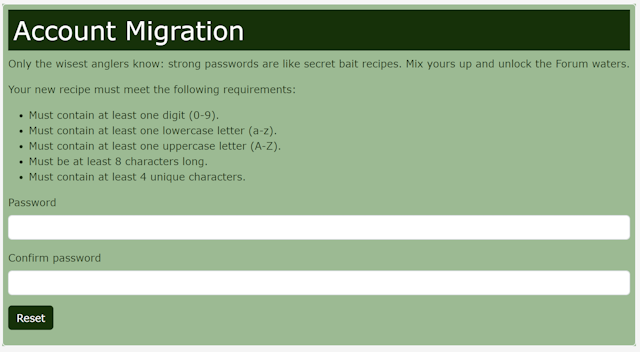 Account Migration
Only the wisest anglers know: strong passwords are like secret bait recipes. Mix yours up and unlock the Forum waters.
Your new recipe must meet the following requirements:
• Must contain at least one digit (0-9).
• Must contain at least one lowercase letter (a-z).
• Must contain at least one uppercase letter (A-Z).
• Must be at least 8 characters long.
• Must contain at least 4 unique characters.
Password
Confirm password
Reset